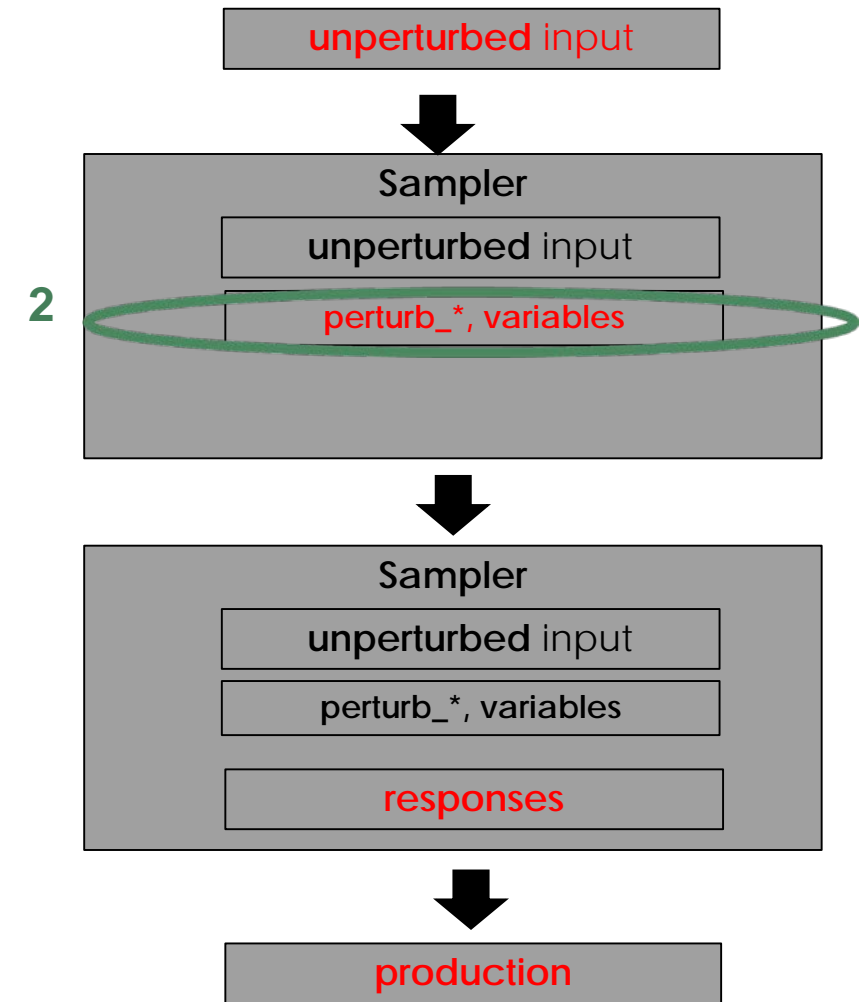 unperturbed input
Sampler
unperturbed input
2
perturb_*, variables
Sampler
unperturbed input
perturb_*, variables
responses
production